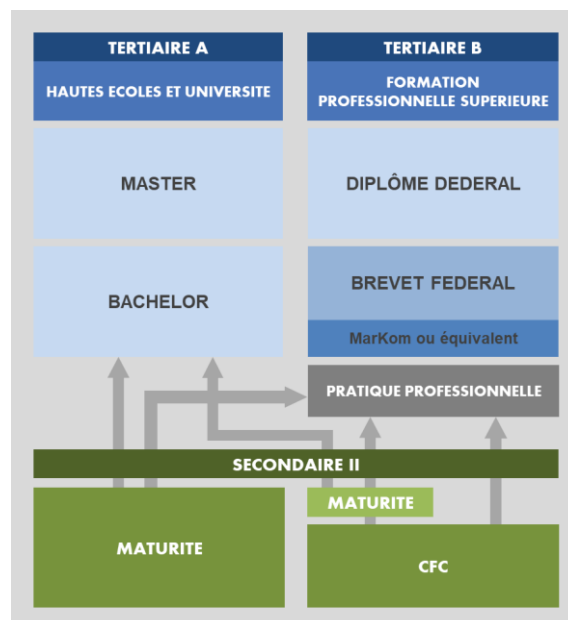 TERTIAIRE A
HAUTES ECOLES ET UNIVERSITE
MASTER
BACHELOR
TERTIAIRE B
FORMATION
PROFESSIONNELLE SUPERIEURE
DIPLÔME DEDERAL
BREVET FEDERAL
MarKom ou équivalent
PRATIQUE PROFESSIONNELLE
SECONDAIRE II
MATURITE
MATURITE
CFC